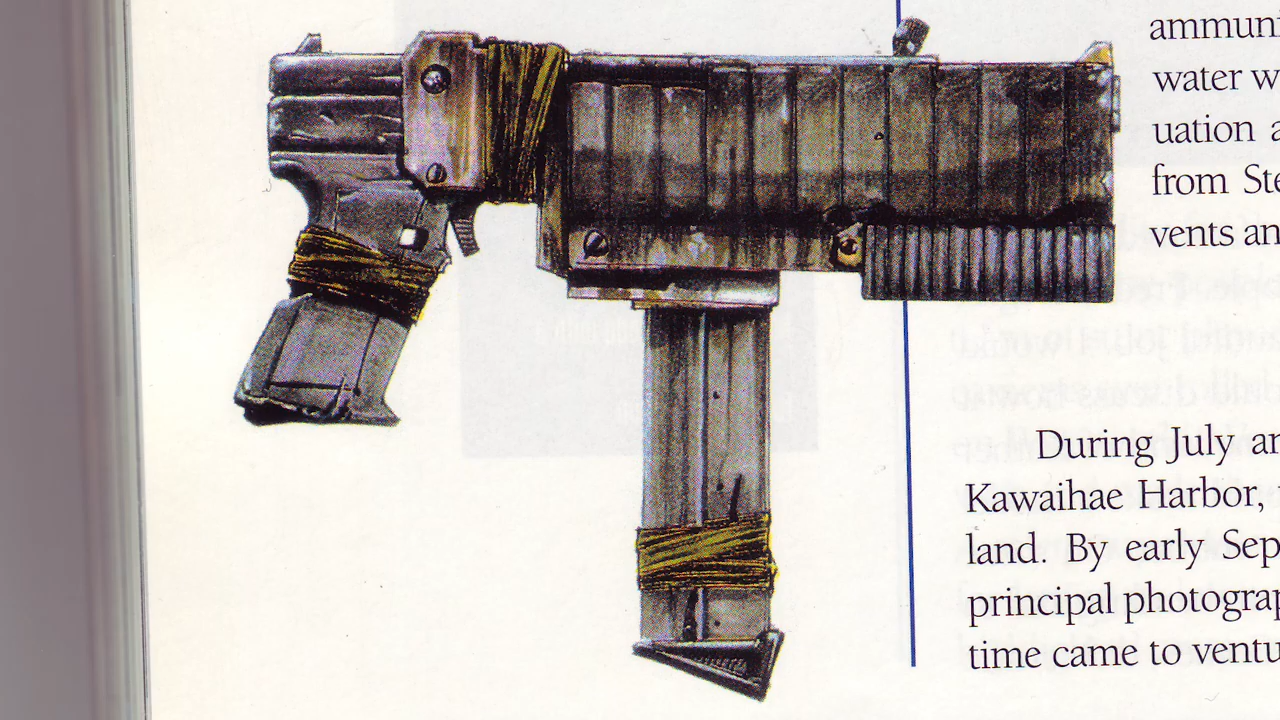 ammuni
water w
uation a
from Ste
vents an
During July an
Kawaihae Harbor,
land. By early Sep
principal photograp
time came to ventu